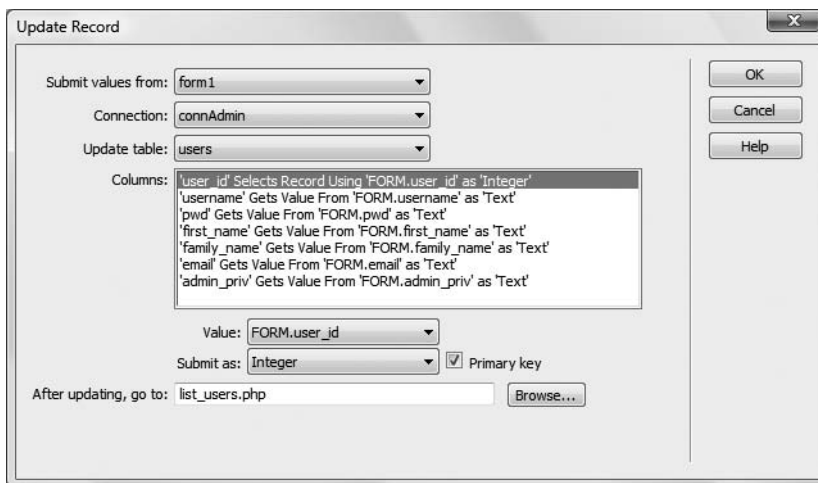 Update Record
Submit values from: form1
Connection: connAdmin
Update table: users
Columns: 'user_id' Selects Record Using 'FORM.user_id' as 'Integer'
'username' Gets Value From 'FORM.username' as 'Text'
'pwd' Gets Value From 'FORM.pwd' as 'Text'
'first_name' Gets Value From 'FORM.first_name' as 'Text'
'family_name' Gets Value From 'FORM.family_name' as 'Text'
'email' Gets Value From 'FORM.email' as 'Text'
'admin_priv' Gets Value From 'FORM.admin_priv' as 'Text'
Value: FORM.user_id
Submit as: Integer Primary key
After updating, go to: list_users.php Browse...
OK
Cancel
Help